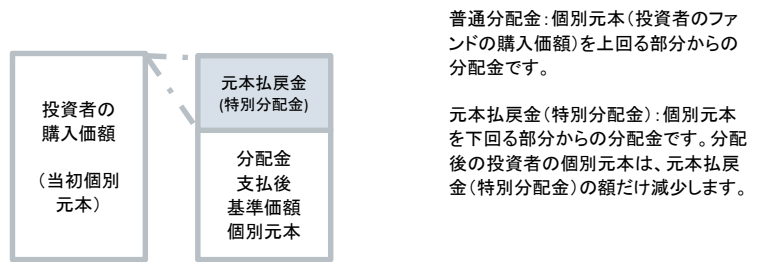 投資者の
購入価額
(当初個別
元本)
元本払戻金
(特別分配金)
分配金
支払後
基準価額
個別元本
普通分配金:個別元本(投資者のファ
ンドの購入価額)を上回る部分からの
分配金です。
元本払戻金(特別分配金):個別元本
を下回る部分からの分配金です。分配
後の投資者の個別元本は、元本払戻
金(特別分配金)の額だけ減少します。